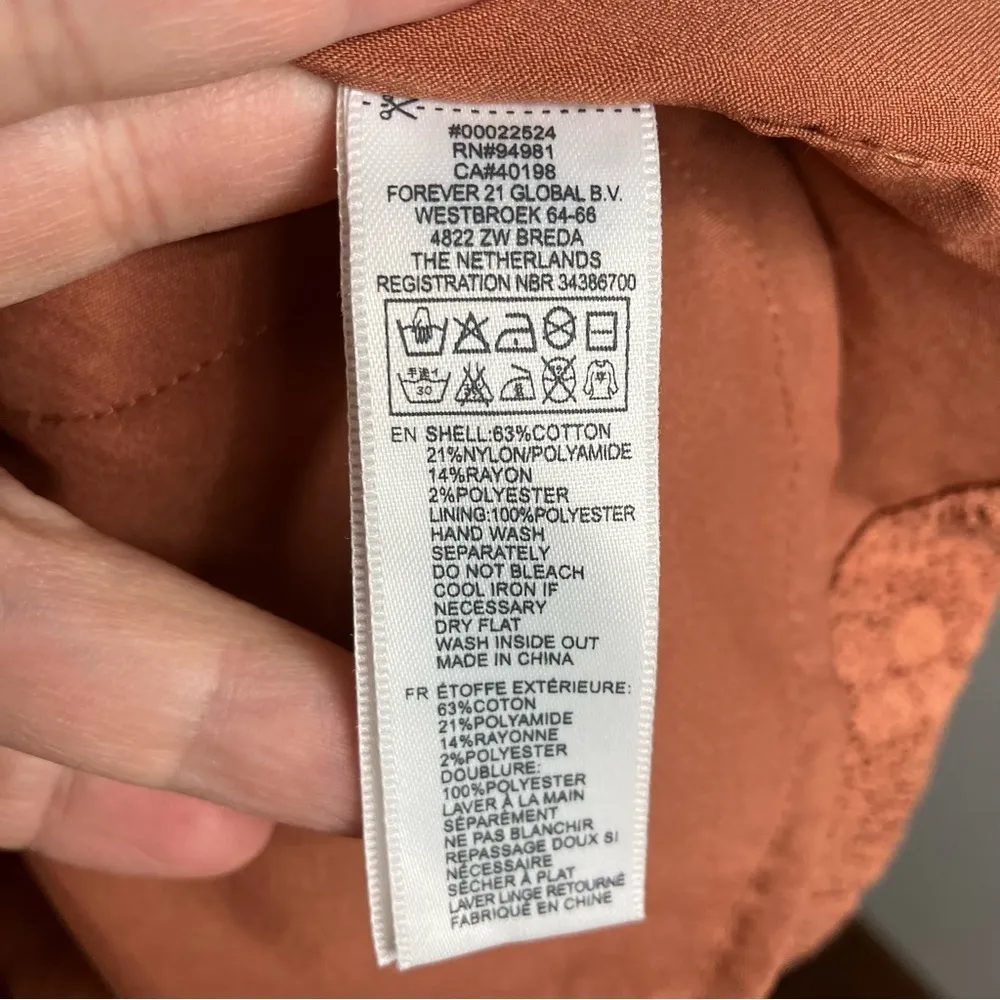 #00022524
RN#94981
CA#40198
FOREVER 21 GLOBAL B.V.
WESTBROEK 64-66
4822 ZW BREDA
THE NETHERLANDS
REGISTRATION NBR 34386700
30
EN SHELL:63%COTTON
21%NYLON/POLYAMIDE
14%RAYON
2%POLYESTER
LINING:100%POLYESTER
HAND WASH
SEPARATELY
DO NOT BLEACH
COOL IRON IF
NECESSARY
DRY FLAT
WASH INSIDE OUT
MADE IN CHINA
FR ÉTOFFE EXTÉRIEURE:
63%COTON
21%POLYAMIDE
14%RAYONNE
2%POLYESTER
DOUBLURE:
100%POLYESTER
LAVER À LA MAIN
SÉPARÉMENT
NE PAS BLANCHIR
REPASSAGE DOUX SI
NÉCESSAIRE
SÉCHER À PLAT
LAVER LINGE RETOURNÉ
FABRIQUÉ EN CHINE